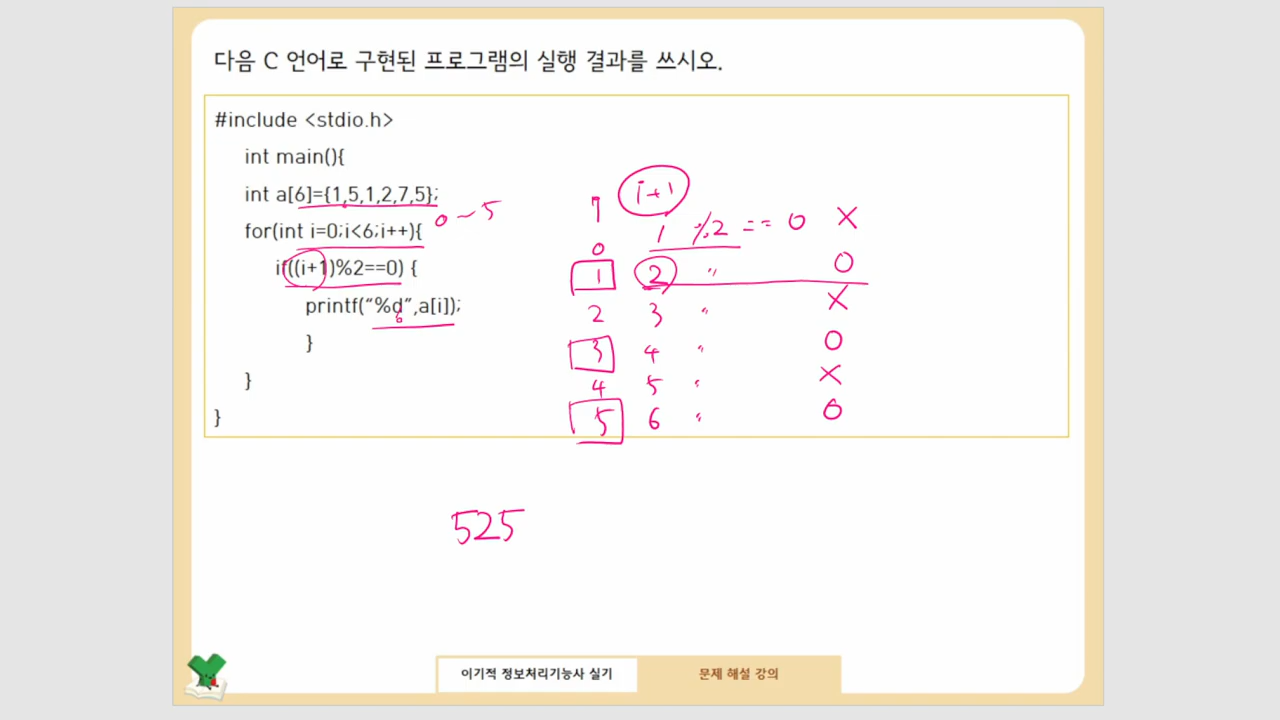 다음 C 언어로 구현된 프로그램의 실행 결과를 쓰시오.
#include <stdio.h>
int main(){
int a[6]={1,5,1,2,7,5};
for(int i=0;i<6;i++){
0~5
if((i+1)%2==0) {
printf("%d",a[i]);
}
}
}
i+1
0 1 %2 == 0 X
1 2 〃 O
2 3 〃 X
3 4 〃 O
4 5 〃 X
5 6 〃 O
525
이기적 정보처리기능사 실기
문제 해설 강의